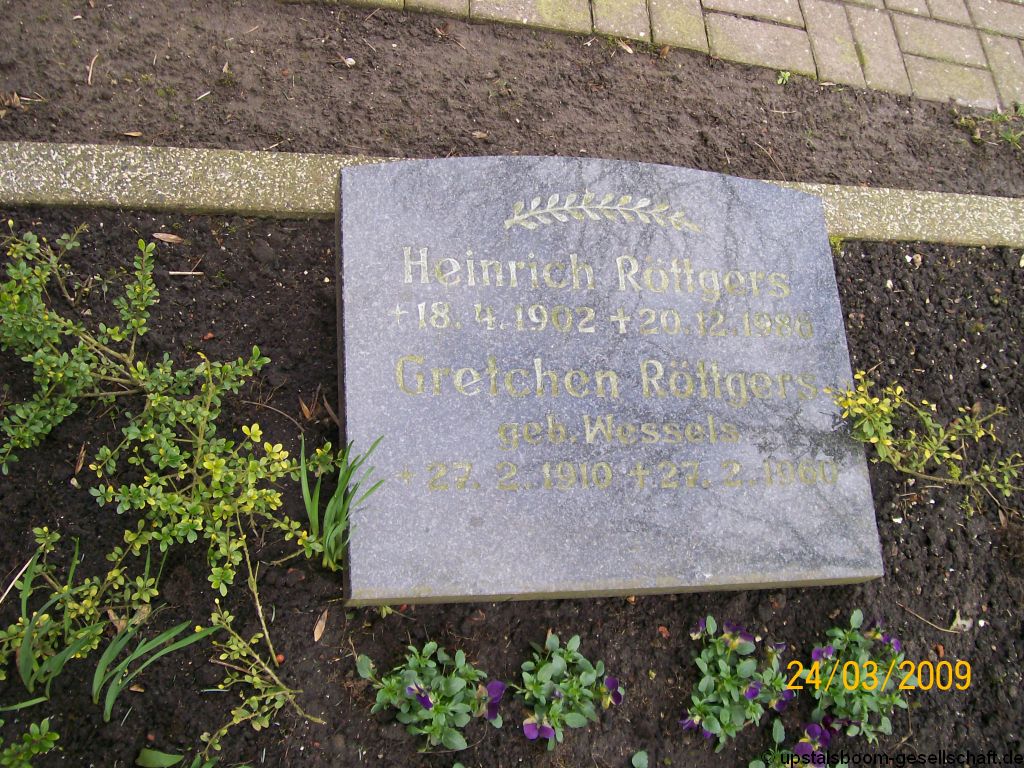 Heinrich Röttgers
+18.4.1902 +20.12.1986
Gretchen Röttgers
geb. Wessels
+27.2.1910 +27.2.1960
24/03/2009
© upstalsboom-gesellschaft.de